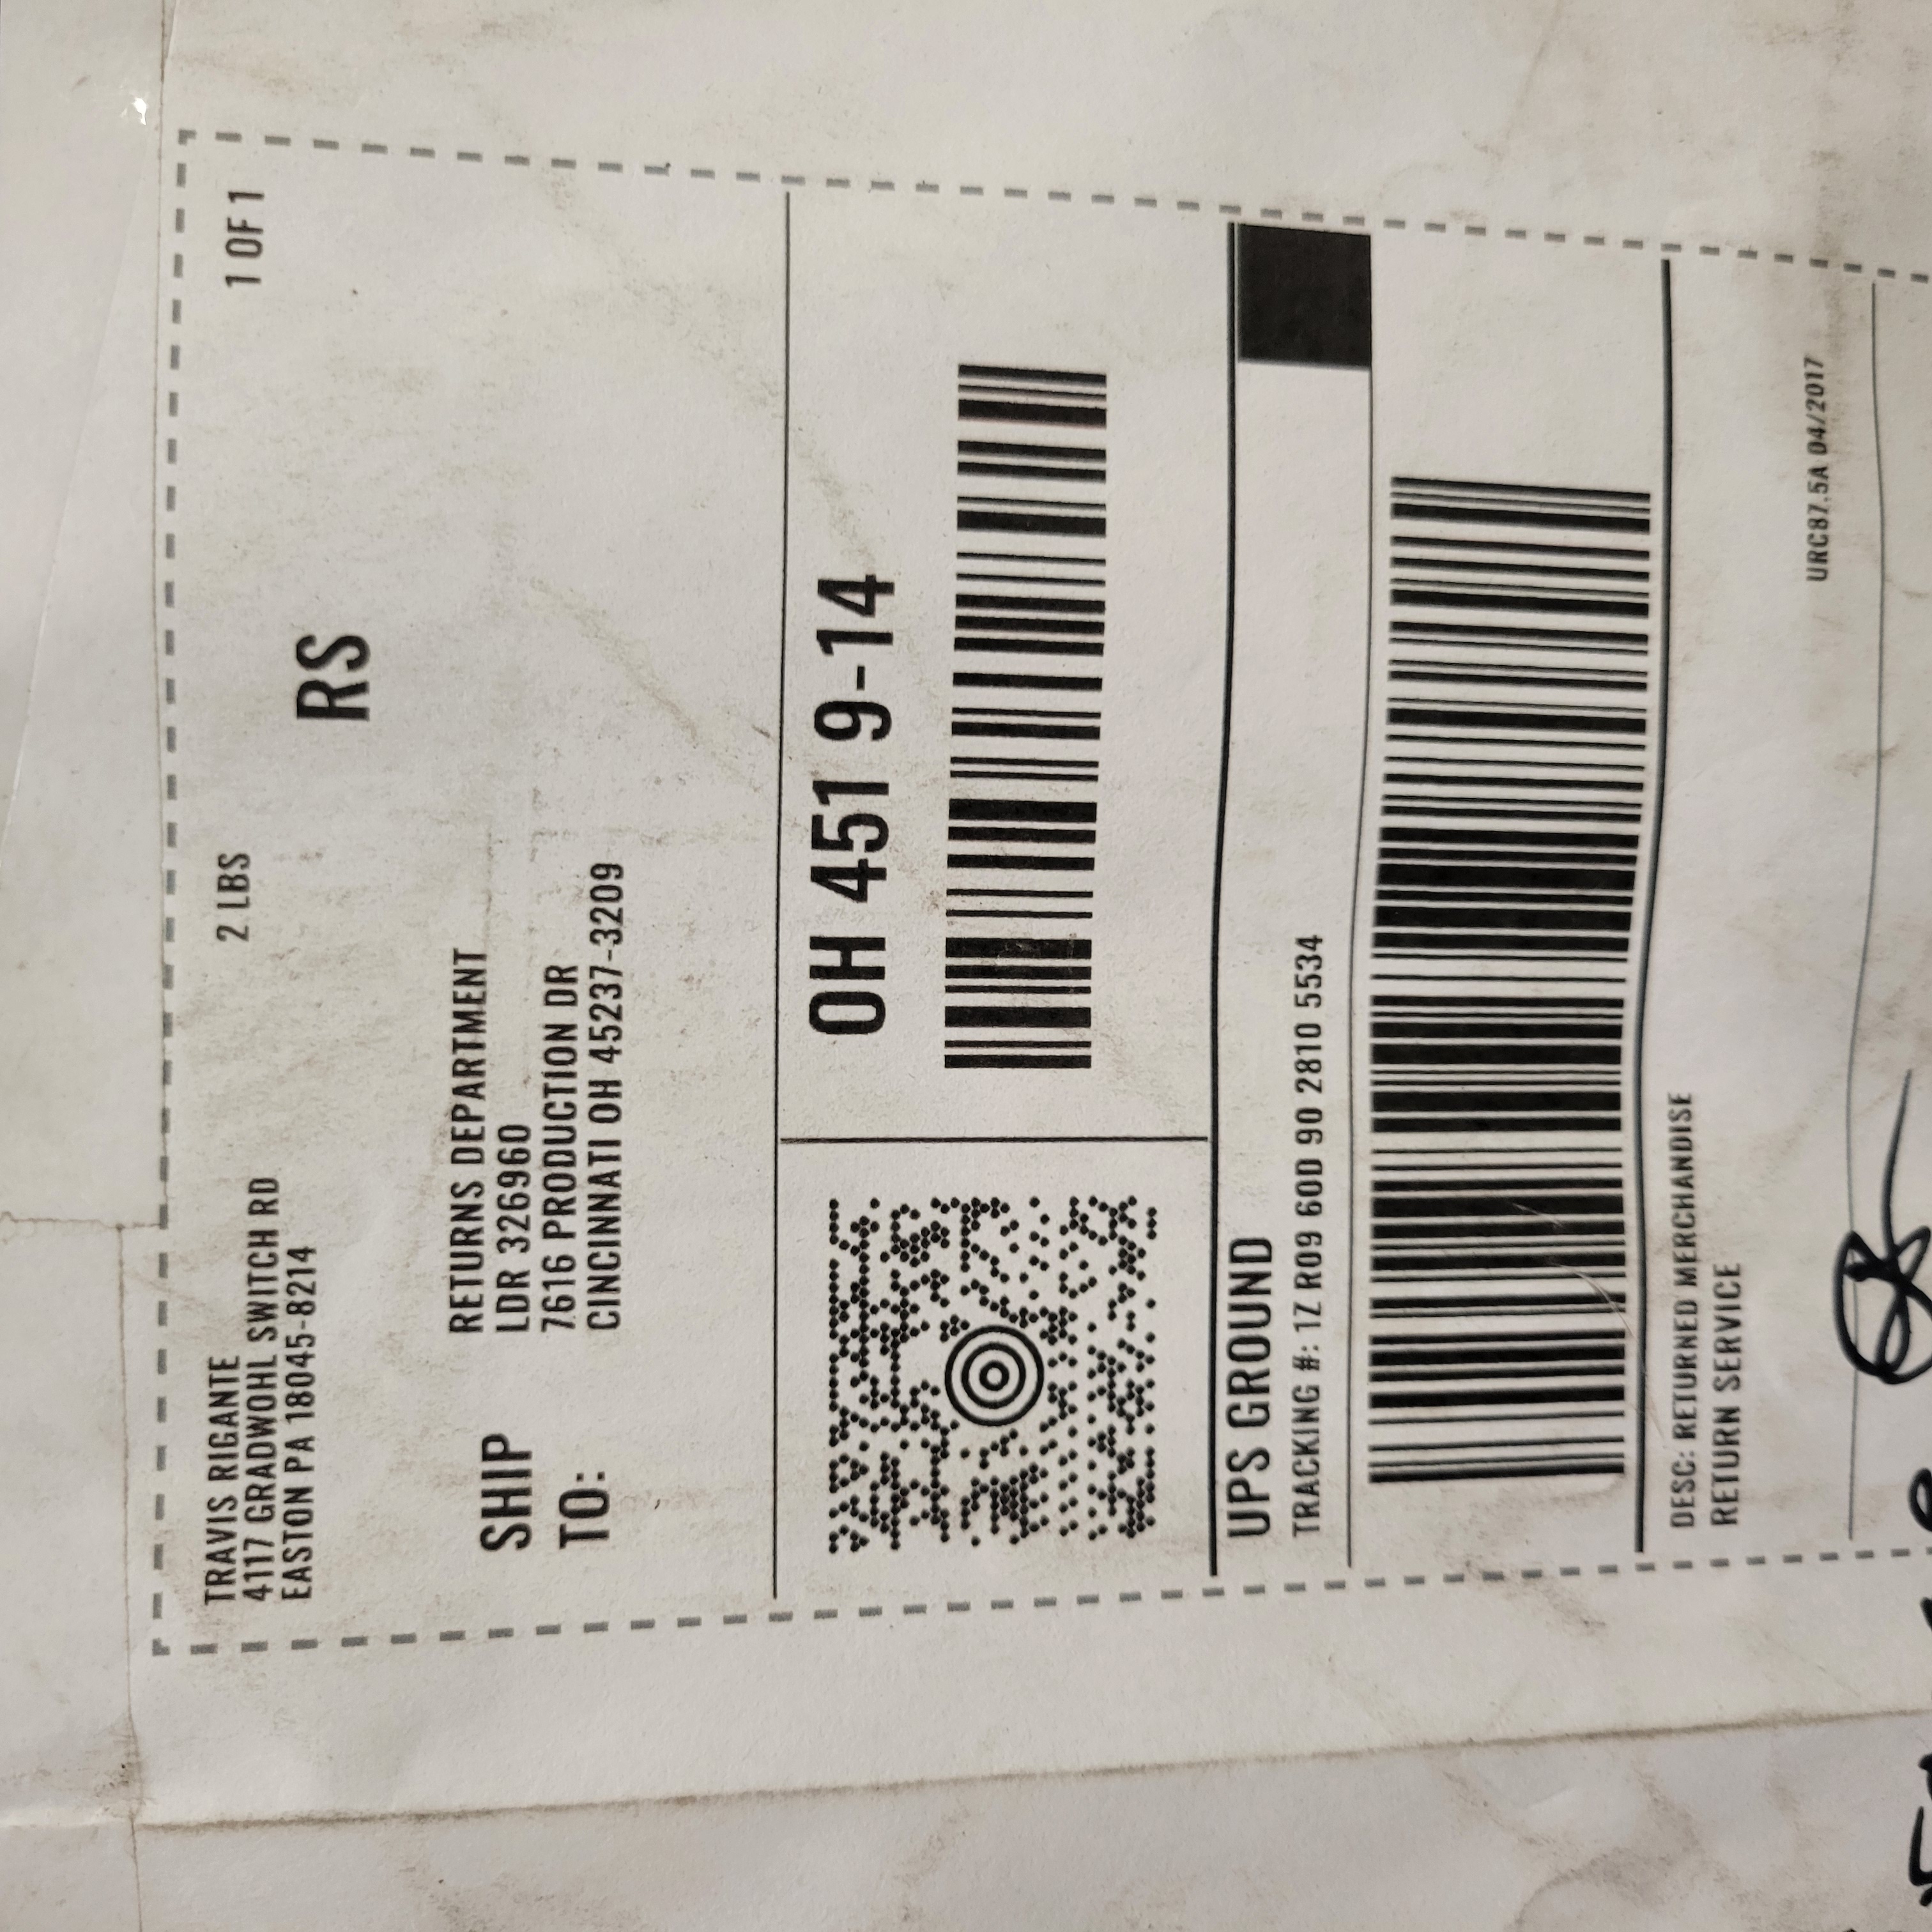 TRAVIS RIGANTE
4117 GRADWOHL SWITCH RD
EASTON PA 18045-8214
2 LBS
1 OF 1
RS
SHIP
TO:
RETURNS DEPARTMENT
LDR 326960
7616 PRODUCTION DR
CINCINNATI OH 45237-3209
OH 451 9-14
UPS GROUND
TRACKING #: 1Z R09 60D 90 2810 5534
DESC: RETURNED MERCHANDISE
RETURN SERVICE
URC87.5A 04/2017